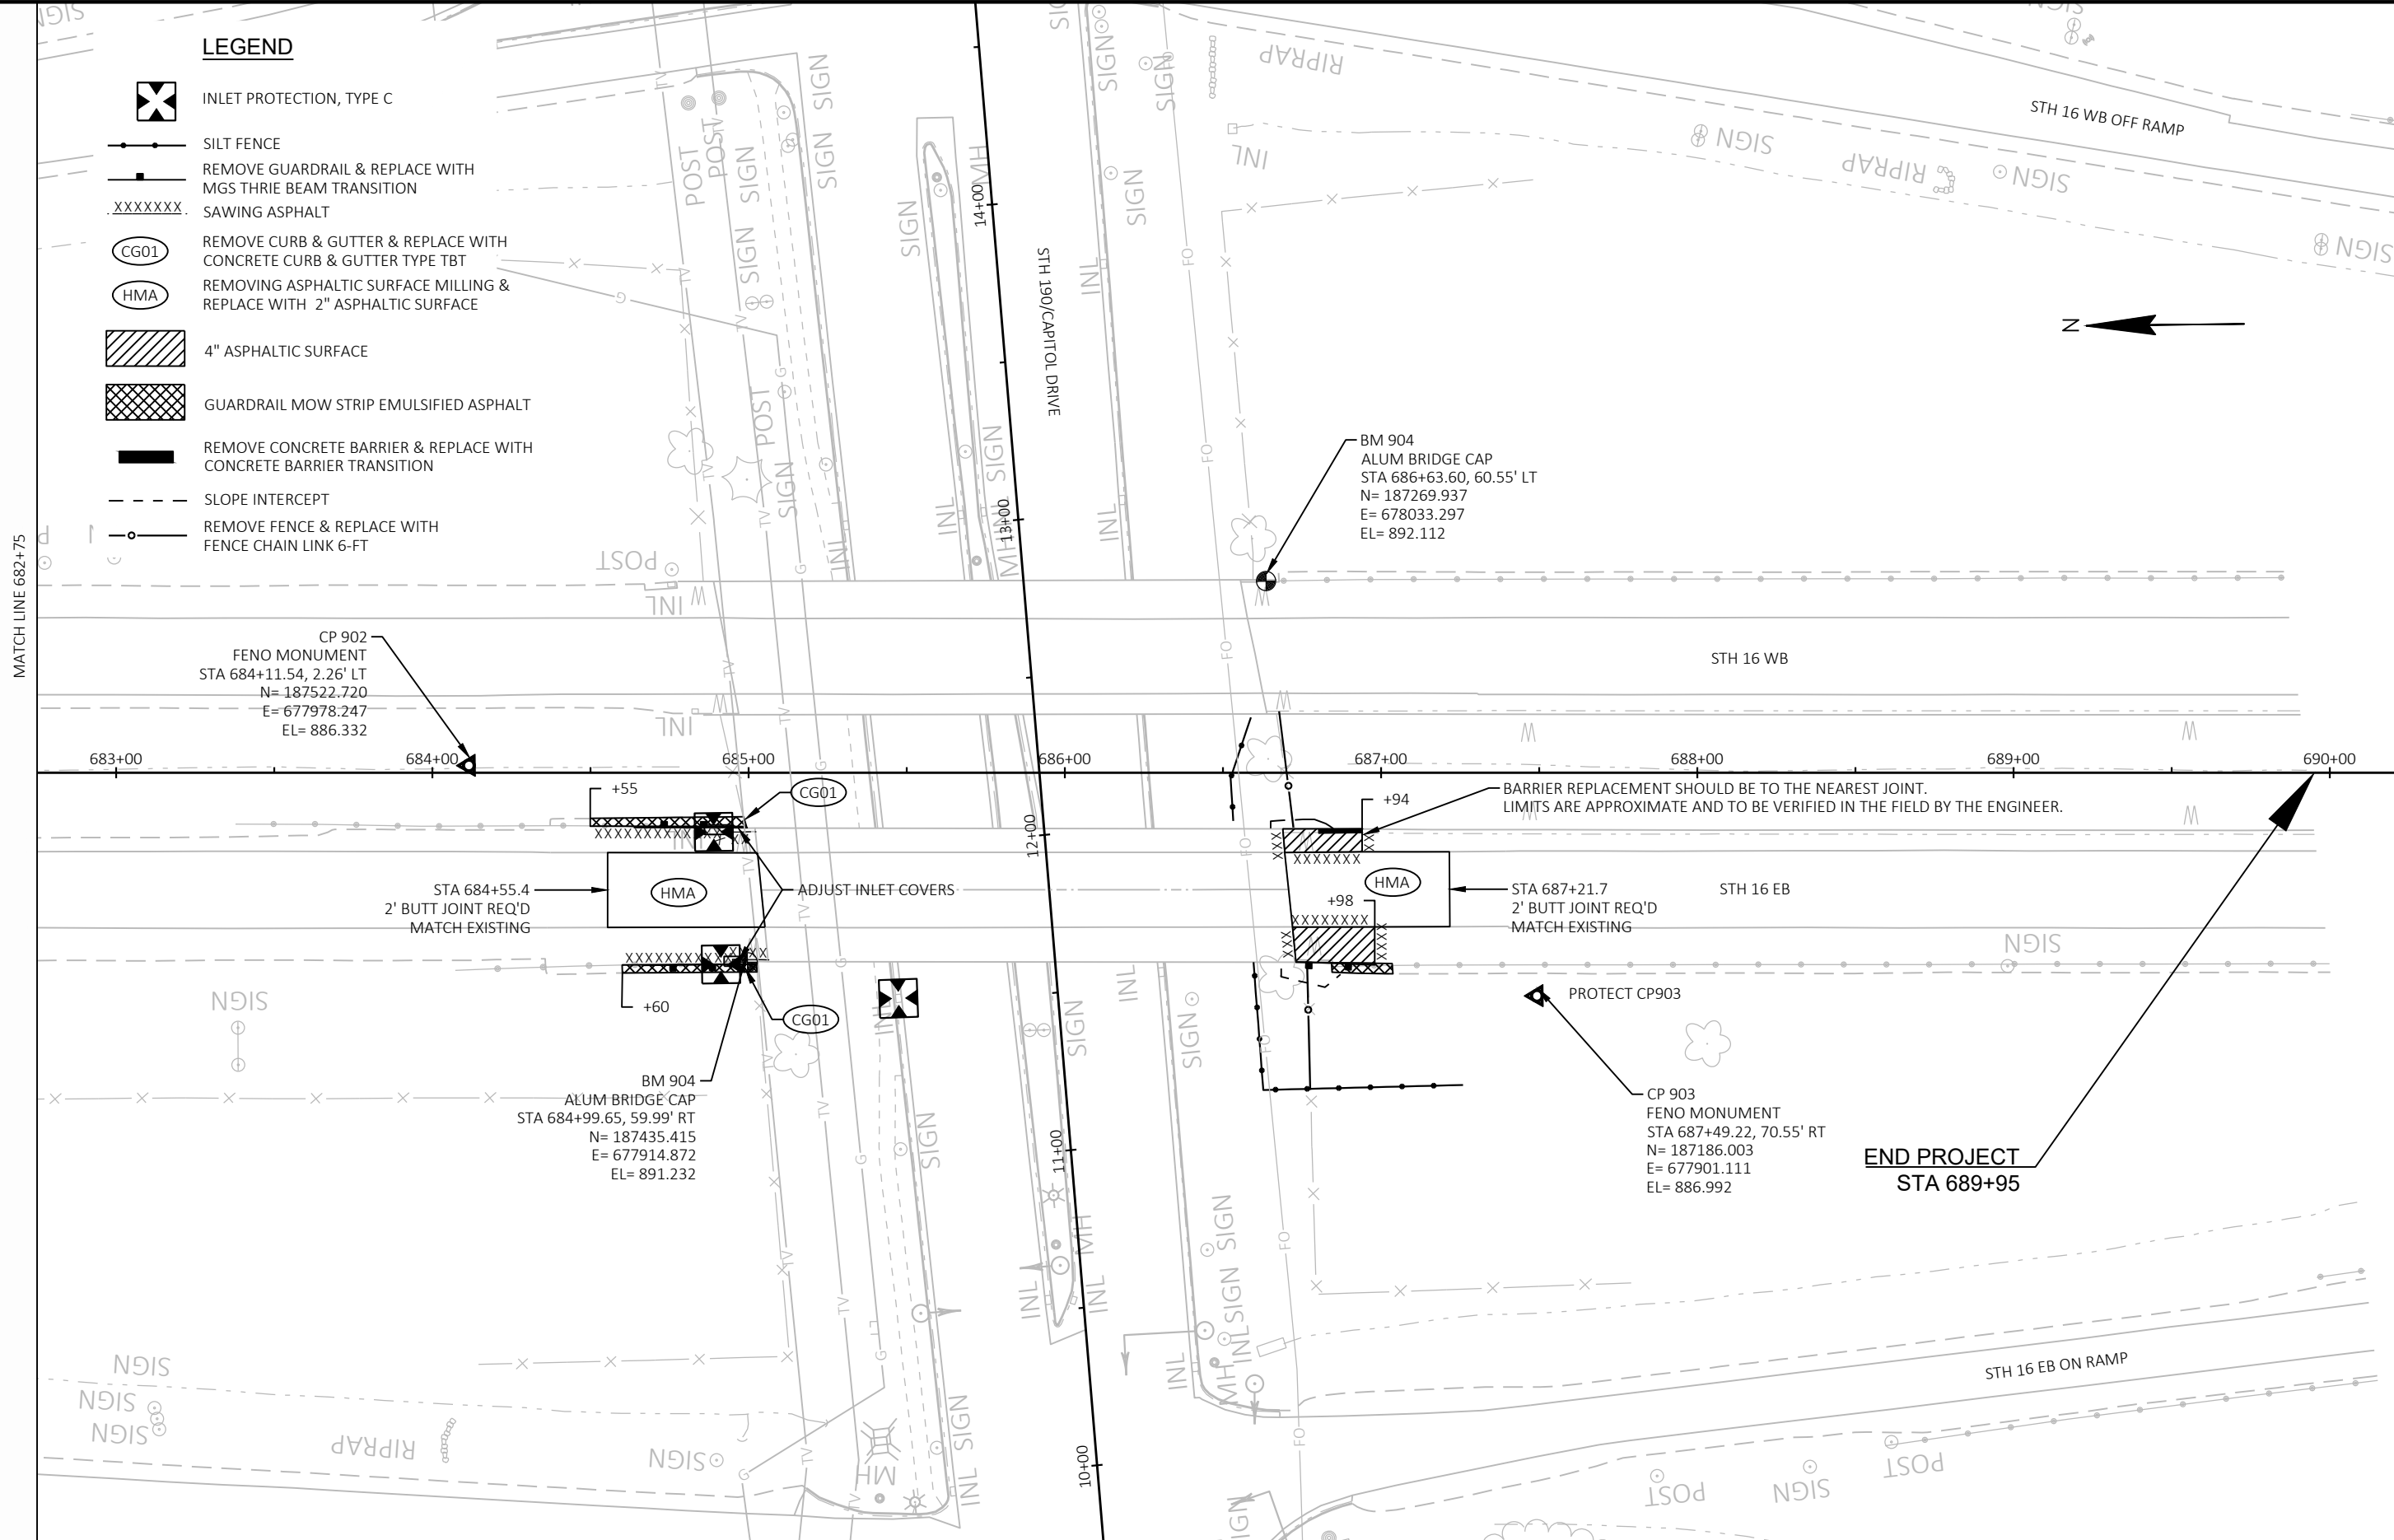 LEGEND
INLET PROTECTION, TYPE C
SILT FENCE
REMOVE GUARDRAIL & REPLACE WITH
MGS THRIE BEAM TRANSITION
XXXXXXX
SAWING ASPHALT
CG01
REMOVE CURB & GUTTER & REPLACE WITH
CONCRETE CURB & GUTTER TYPE TBT
HMA
REMOVING ASPHALTIC SURFACE MILLING &
REPLACE WITH 2" ASPHALTIC SURFACE
4" ASPHALTIC SURFACE
GUARDRAIL MOW STRIP EMULSIFIED ASPHALT
REMOVE CONCRETE BARRIER & REPLACE WITH
CONCRETE BARRIER TRANSITION
SLOPE INTERCEPT
REMOVE FENCE & REPLACE WITH
FENCE CHAIN LINK 6-FT
MATCH LINE 682+75
STH 190/CAPITOL DRIVE
14+00
13+00
12+00
11+00
10+00
STH 16 WB OFF RAMP
N
BM 904
ALUM BRIDGE CAP
STA 686+63.60, 60.55' LT
N= 187269.937
E= 678033.297
EL= 892.112
CP 902
FENO MONUMENT
STA 684+11.54, 2.26' LT
N= 187522.720
E= 677978.247
EL= 886.332
STH 16 WB
683+00
684+00
685+00
686+00
687+00
688+00
689+00
690+00
+55
CG01
+94
BARRIER REPLACEMENT SHOULD BE TO THE NEAREST JOINT.
LIMITS ARE APPROXIMATE AND TO BE VERIFIED IN THE FIELD BY THE ENGINEER.
STA 684+55.4
2' BUTT JOINT REQ'D
MATCH EXISTING
HMA
ADJUST INLET COVERS
HMA
+98
STA 687+21.7
2' BUTT JOINT REQ'D
MATCH EXISTING
STH 16 EB
+60
CG01
PROTECT CP903
BM 904
ALUM BRIDGE CAP
STA 684+99.65, 59.99' RT
N= 187435.415
E= 677914.872
EL= 891.232
CP 903
FENO MONUMENT
STA 687+49.22, 70.55' RT
N= 187186.003
E= 677901.111
EL= 886.992
END PROJECT
STA 689+95
STH 16 EB ON RAMP
SIGN
RIPRAP
INL
POST
MH
TV
FO
G